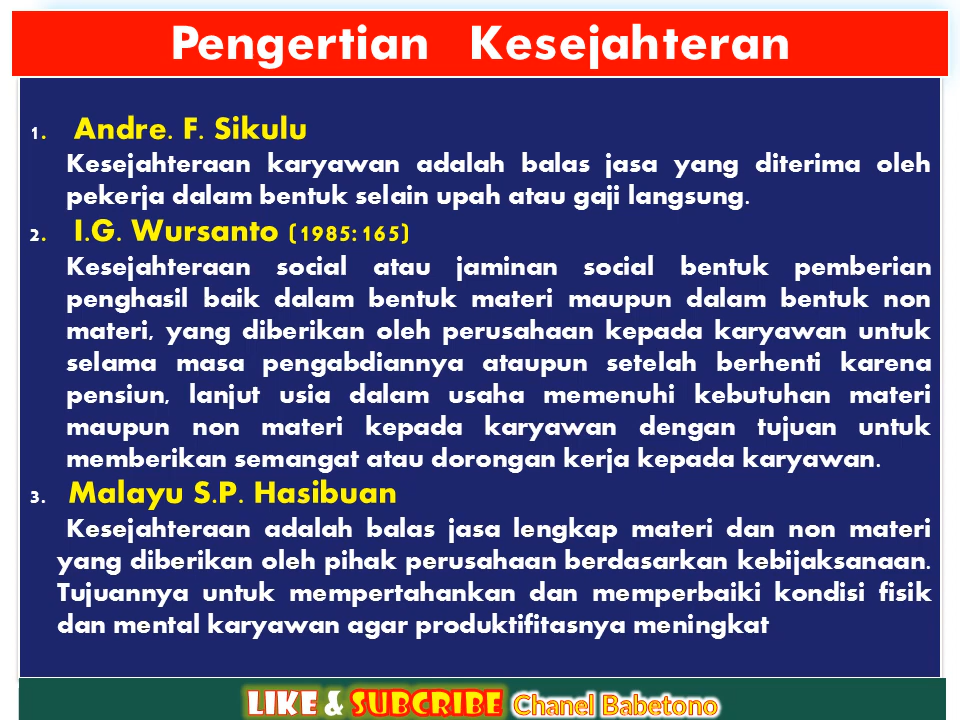 Pengertian Kesejahteran
1. Andre. F. Sikulu
Kesejahteraan karyawan adalah balas jasa yang diterima oleh
pekerja dalam bentuk selain upah atau gaji langsung.
2. I.G. Wursanto (1985:165)
Kesejahteraan social atau jaminan social bentuk pemberian
penghasil baik dalam bentuk materi maupun dalam bentuk non
materi, yang diberikan oleh perusahaan kepada karyawan untuk
selama masa pengabdiannya ataupun setelah berhenti karena
pensiun, lanjut usia dalam usaha memenuhi kebutuhan materi
maupun non materi kepada karyawan dengan tujuan untuk
memberikan semangat atau dorongan kerja kepada karyawan.
3. Malayu S.P. Hasibuan
Kesejahteraan adalah balas jasa lengkap materi dan non materi
yang diberikan oleh pihak perusahaan berdasarkan kebijaksanaan.
Tujuannya untuk mempertahankan dan memperbaiki kondisi fisik
dan mental karyawan agar produktifitasnya meningkat
LIKE & SUBCRIBE Chanel Babetono